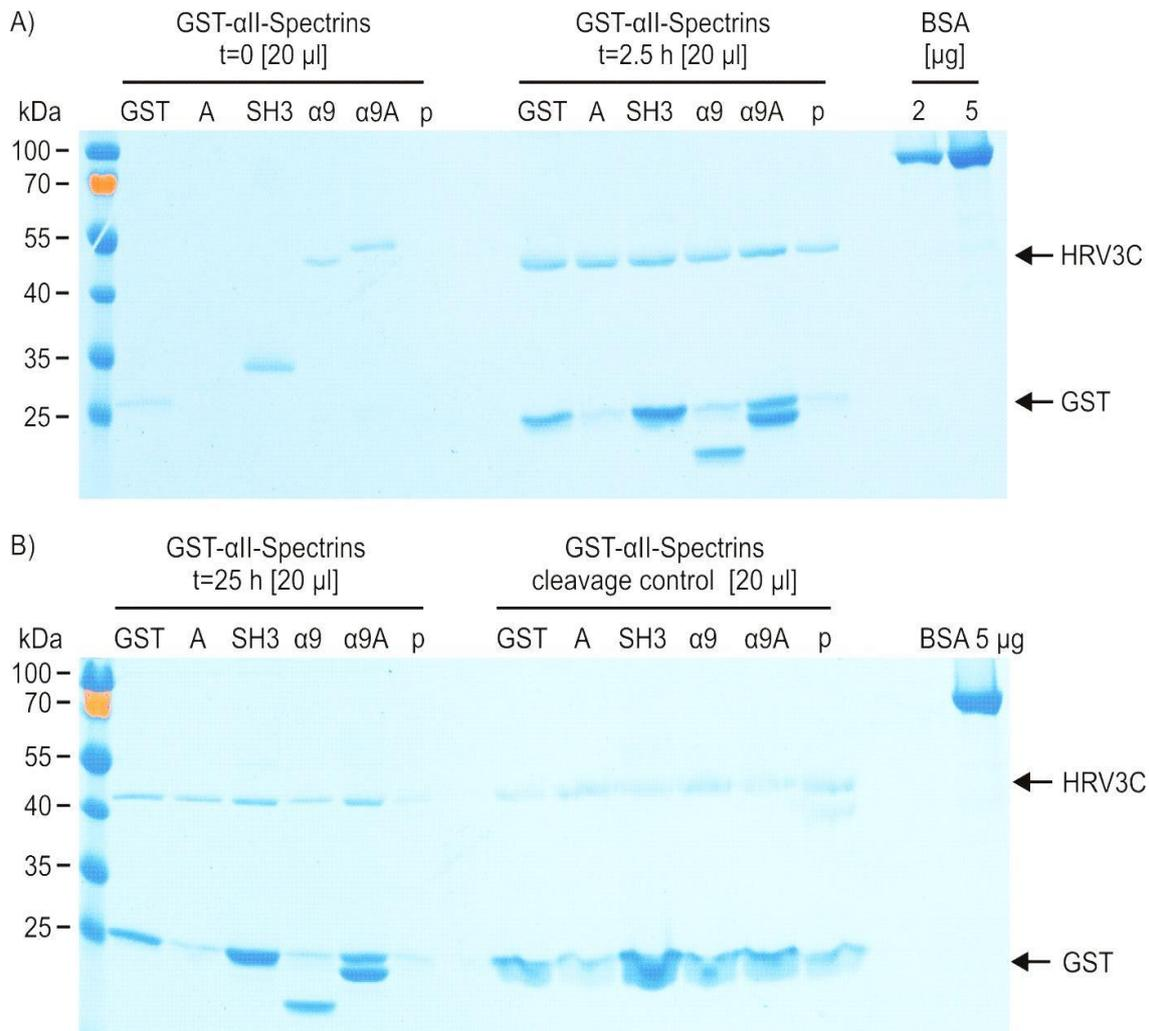 A)
GST-αII-Spectrins
t=0 [20 µl]
GST-αII-Spectrins
t=2.5 h [20 µl]
BSA
[µg]
kDa GST A SH3 α9 α9A p GST A SH3 α9 α9A p 2 5
100
70
55
HRV3C
40
35
GST
25
B)
GST-αII-Spectrins
t=25 h [20 µl]
GST-αII-Spectrins
cleavage control [20 µl]
kDa GST A SH3 α9 α9A p GST A SH3 α9 α9A p BSA 5 µg
100
70
55
HRV3C
40
35
25
GST